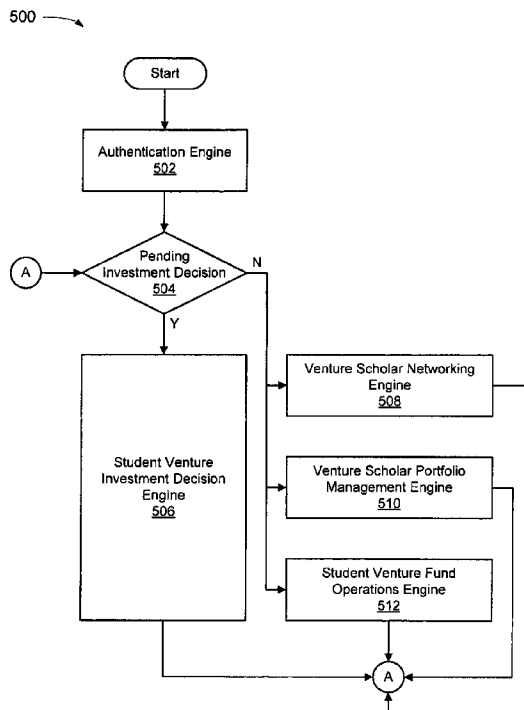 500
Start
Authentication Engine
502
Pending
Investment Decision
504
A
N
Y
Student Venture
Investment Decision
Engine
506
Venture Scholar Networking
Engine
508
Venture Scholar Portfolio
Management Engine
510
Student Venture Fund
Operations Engine
512
A